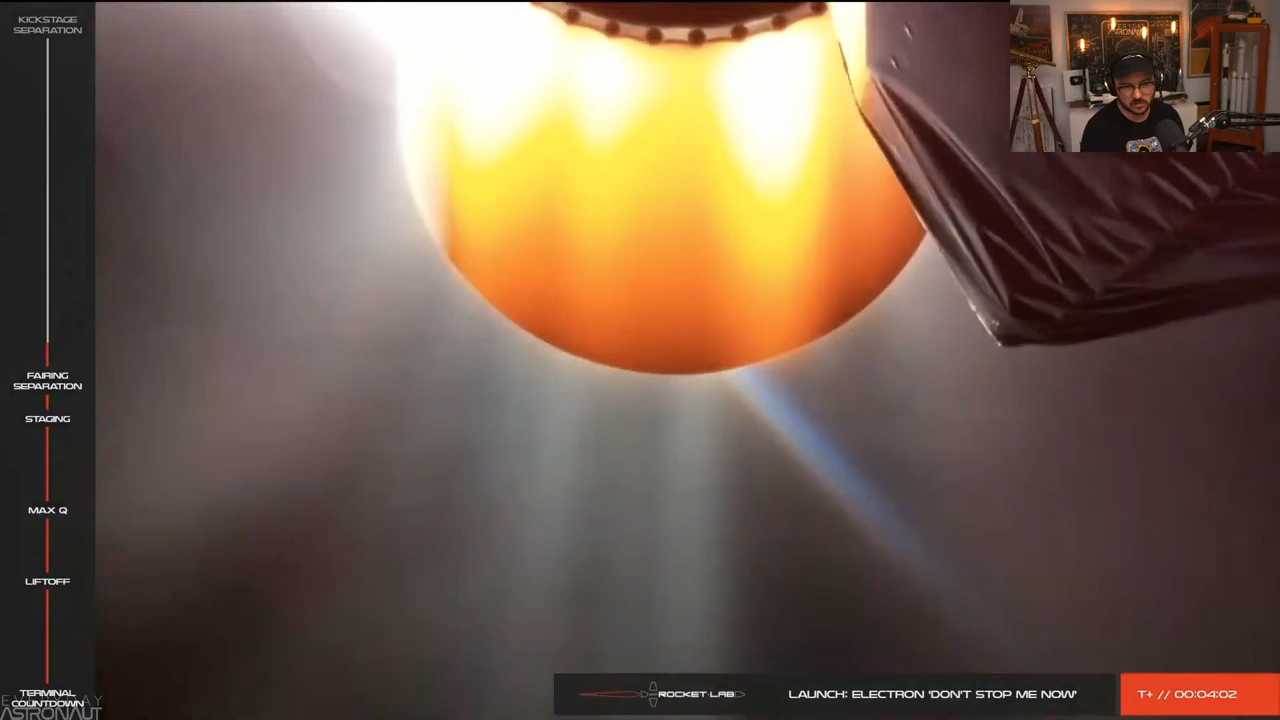 KICKSTAGE
SEPARATION
FAIRING
SEPARATION
STAGING
MAX Q
LIFTOFF
TERMINAL
COUNTDOWN
ASTRONAUT
ROCKET LAB
LAUNCH: ELECTRON 'DON'T STOP ME NOW'
T+ // 00:04:02